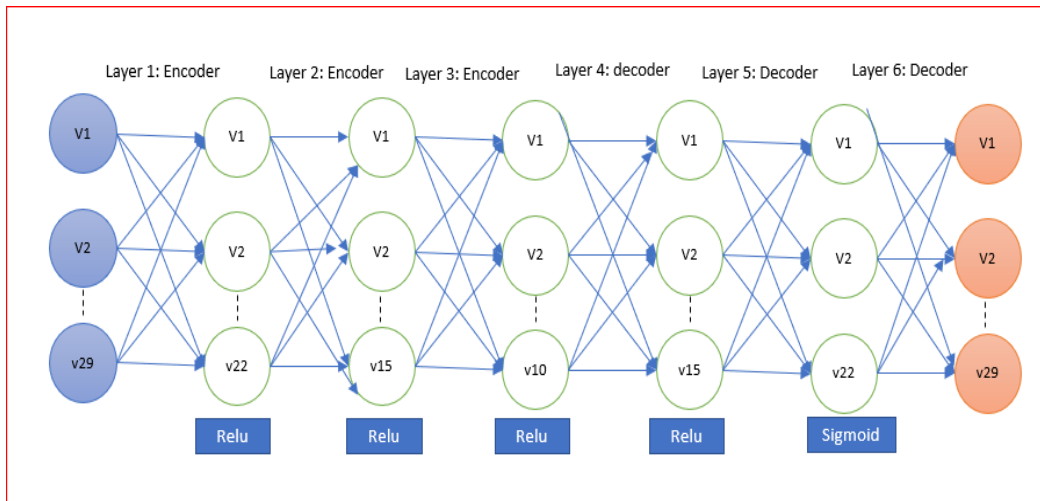 Layer 1: Encoder Layer 2: Encoder Layer 3: Encoder Layer 4: decoder Layer 5: Decoder Layer 6: Decoder
V1 V1 V1 V1 V1 V1 V1
V2 V2 V2 V2 V2 V2 V2
v29 v22 v15 v10 v15 v22 v29
Relu Relu Relu Relu Sigmoid